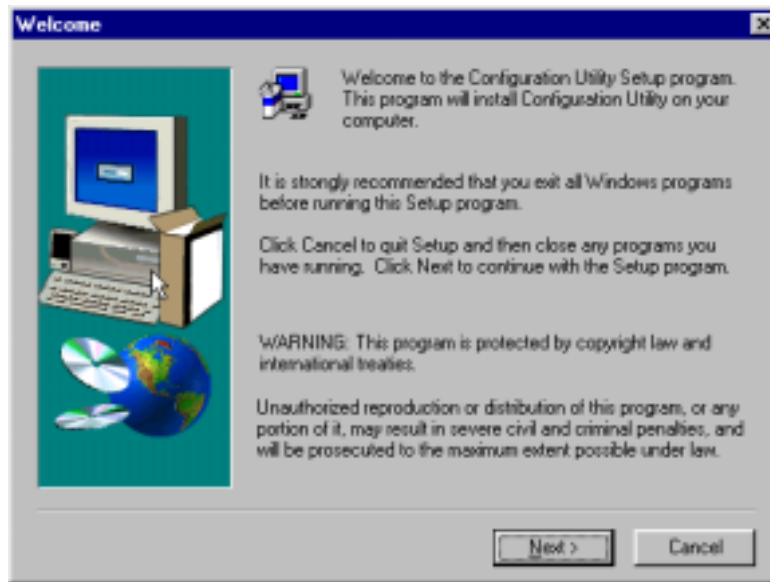 Welcome
Welcome to the Configuration Utility Setup program.
This program will install Configuration Utility on your
computer.
It is strongly recommended that you exit all Windows programs
before running this Setup program.
Click Cancel to quit Setup and then close any programs you
have running. Click Next to continue with the Setup program.
WARNING: This program is protected by copyright law and
international treaties.
Unauthorized reproduction or distribution of this program, or any
portion of it, may result in severe civil and criminal penalties, and
will be prosecuted to the maximum extent possible under law.
Next >
Cancel